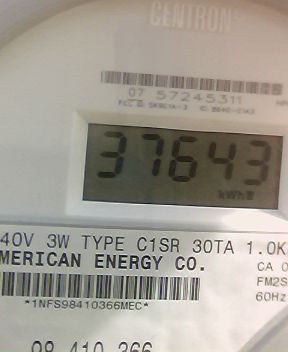 CENTRON
07 57245311
37643
kWh
40V 3W TYPE C1SR 30TA 1.0K
MERICAN ENERGY CO.
CA 0
FM2S
60Hz
*1NFS98410366MEC*
98 410 366